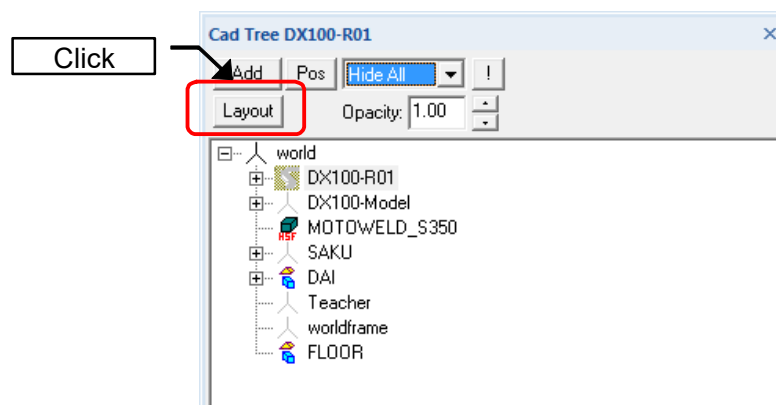 Cad Tree DX100-R01
Click
Add Pos Hide All !
Layout Opacity: 1.00
world
DX100-R01
DX100-Model
HSF MOTOWELD_S350
SAKU
DAI
Teacher
worldframe
FLOOR